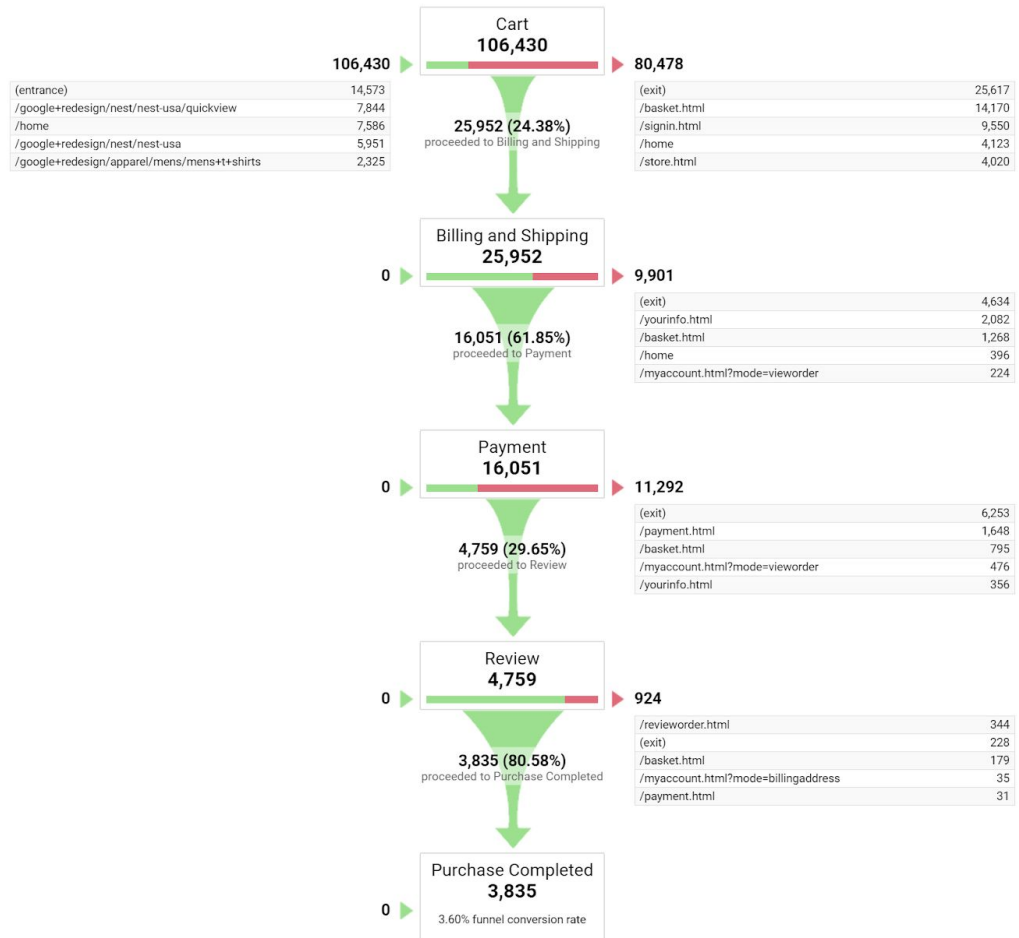 Cart
106,430
106,430
80,478
(entrance) 14,573
/google+redesign/nest/nest-usa/quickview 7,844
/home 7,586
/google+redesign/nest/nest-usa 5,951
/google+redesign/apparel/mens/mens+t+shirts 2,325
(exit) 25,617
/basket.html 14,170
/signin.html 9,550
/home 4,123
/store.html 4,020
25,952 (24.38%)
proceeded to Billing and Shipping
Billing and Shipping
25,952
0
9,901
(exit) 4,634
/yourinfo.html 2,082
/basket.html 1,268
/home 396
/myaccount.html?mode=vieworder 224
16,051 (61.85%)
proceeded to Payment
Payment
16,051
0
11,292
(exit) 6,253
/payment.html 1,648
/basket.html 795
/myaccount.html?mode=vieworder 476
/yourinfo.html 356
4,759 (29.65%)
proceeded to Review
Review
4,759
0
924
/revieworder.html 344
(exit) 228
/basket.html 179
/myaccount.html?mode=billingaddress 35
/payment.html 31
3,835 (80.58%)
proceeded to Purchase Completed
Purchase Completed
3,835
0
3.60% funnel conversion rate